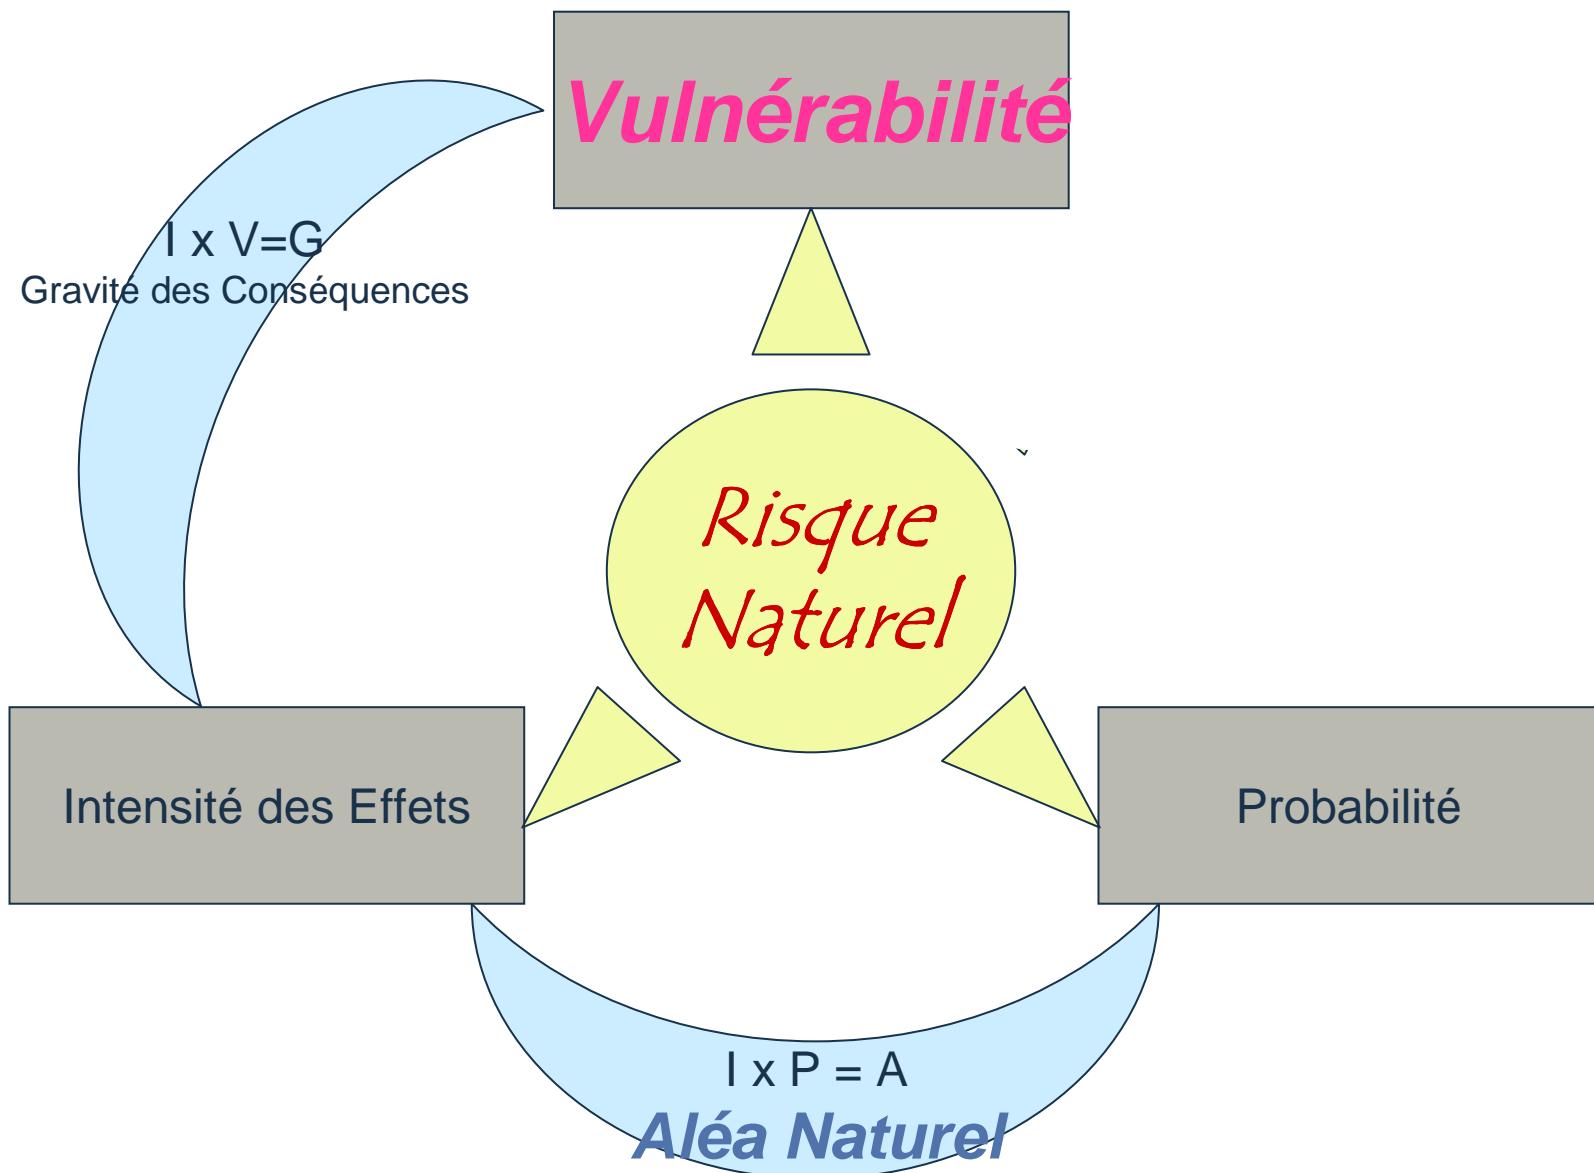 Vulnérabilité
I x V=G
Gravité des Conséquences
Risque
Naturel
Intensité des Effets
Probabilité
I x P = A
Aléa Naturel